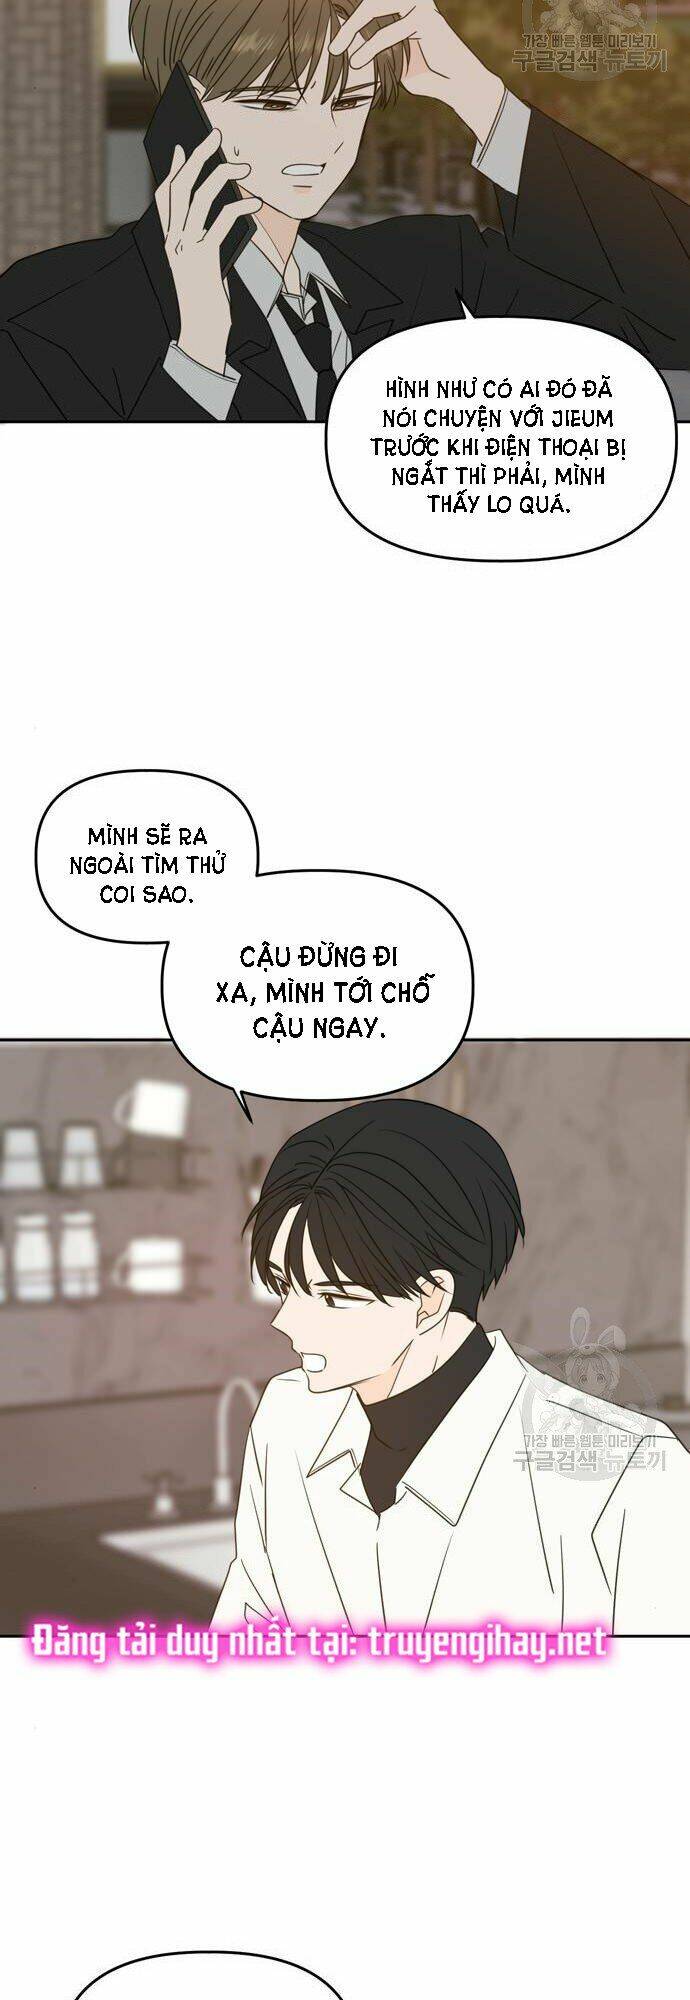 가장 빠른 웹툰 미리보기
구글검색 뉴토끼
HÌNH NHƯ CÓ AI ĐÓ ĐÃ
NÓI CHUYỆN VỚI JIEUM
TRƯỚC KHI ĐIỆN THOẠI BỊ
NGẮT THÌ PHẢI, MÌNH
THẤY LO QUÁ.
MÌNH SẼ RA
NGOÀI TÌM THỬ
COI SAO.
CẬU ĐỪNG ĐI
XA, MÌNH TỚI CHỖ
CẬU NGAY.
가장 빠른 웹툰 미리보기
구글검색 뉴토끼
Đăng tải duy nhất tại: truyengihay.net